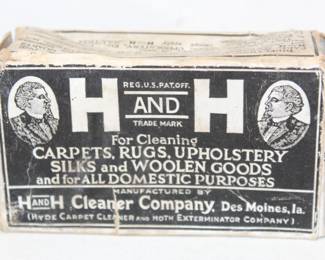 REG. U.S. PAT. OFF.
H AND H
TRADE MARK
For Cleaning
CARPETS, RUGS, UPHOLSTERY
SILKS and WOOLEN GOODS
and for ALL DOMESTIC PURPOSES
MANUFACTURED BY
H AND H Cleaner Company, Des Moines, Ia.
(HYDE CARPET CLEANER AND MOTH EXTERMINATOR COMPANY.)